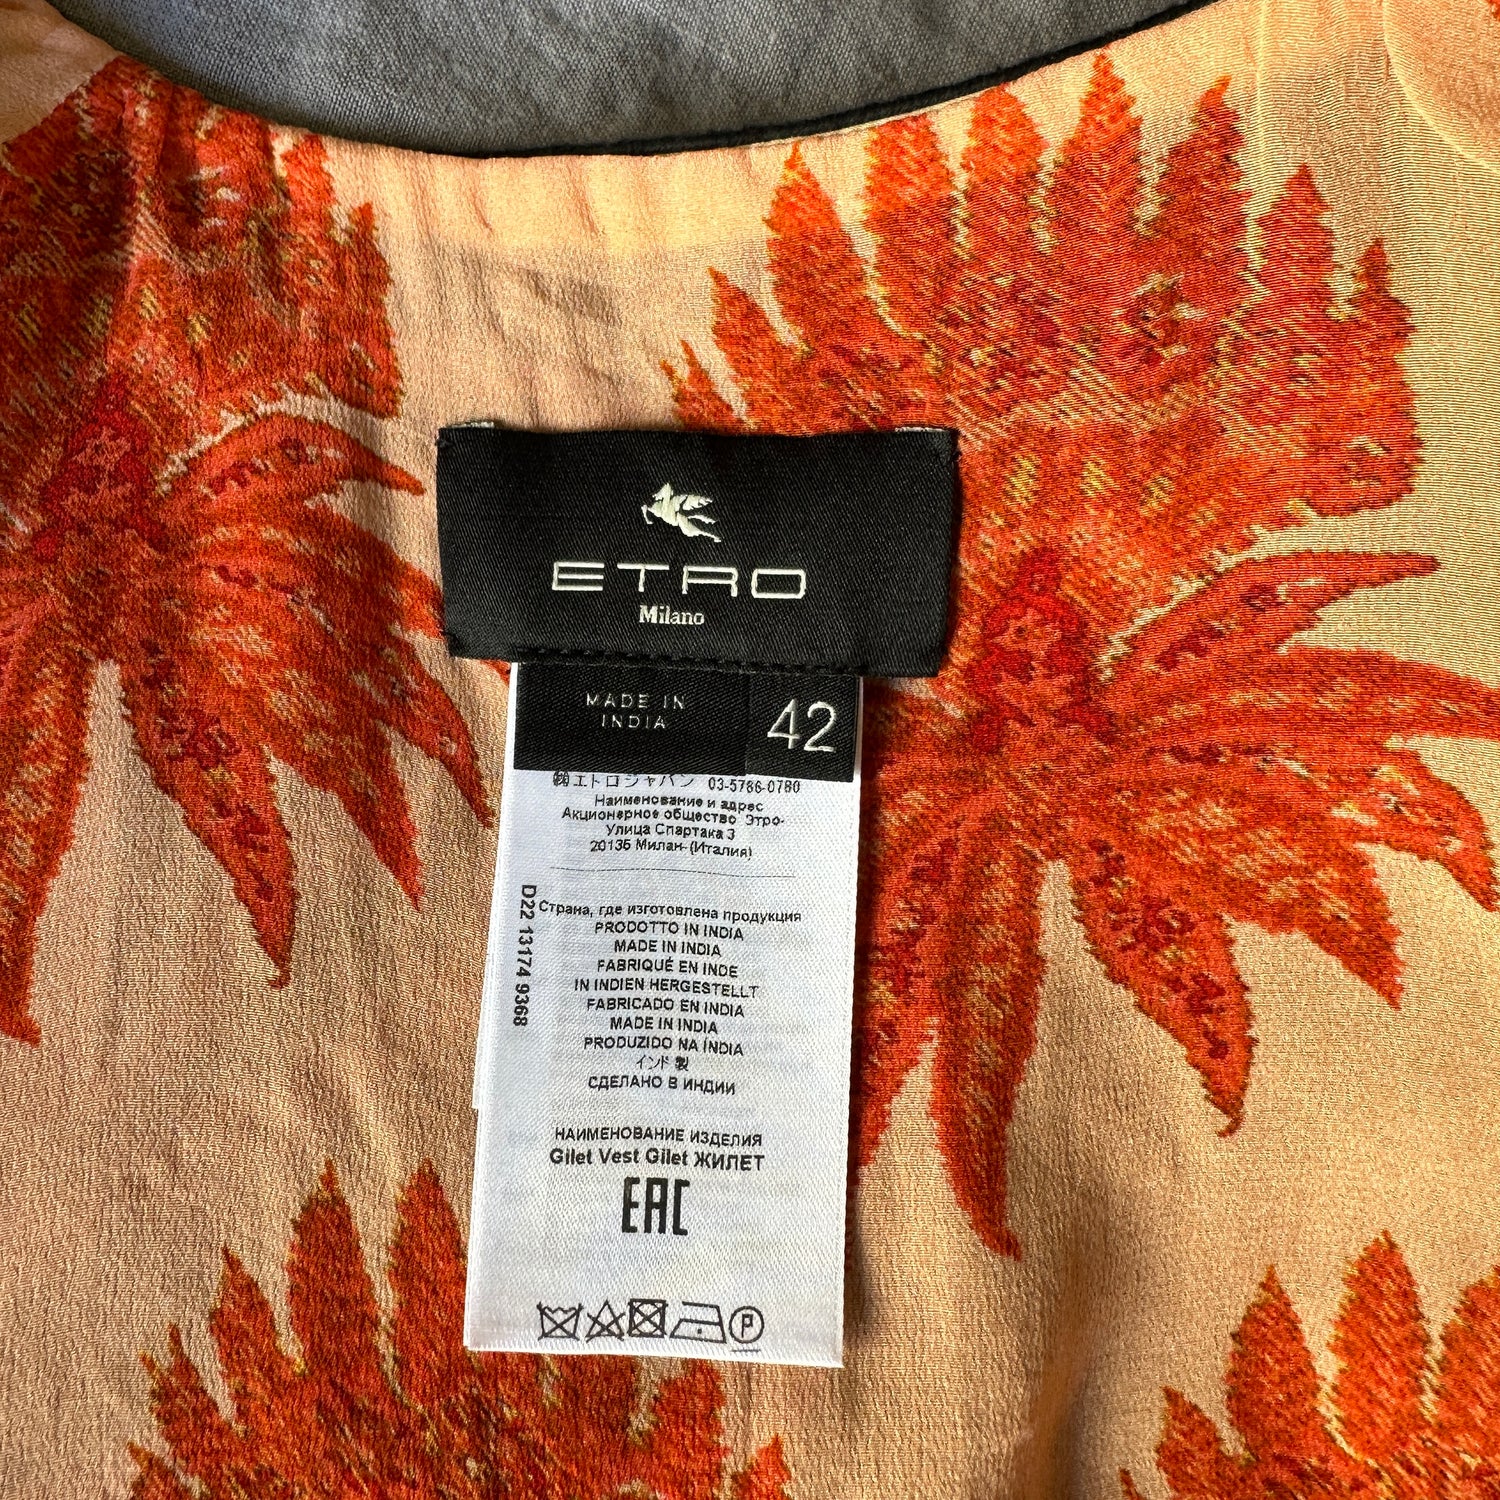 ETRO
Milano
MADE IN
INDIA
42
㈱エトロジャパン 03-5786-0780
Наименование и адрес
Акционерное общество Этро-
Улица Спартака 3
20135 Милан- (Италия)
D22 13174 9368
Страна, где изготовлена продукция
PRODOTTO IN INDIA
MADE IN INDIA
FABRIQUÉ EN INDE
IN INDIEN HERGESTELLT
FABRICADO EN INDIA
MADE IN INDIA
PRODUZIDO NA ÍNDIA
インド 製
СДЕЛАНО В ИНДИИ
НАИМЕНОВАНИЕ ИЗДЕЛИЯ
Gilet Vest Gilet ЖИЛЕТ
EAC
P